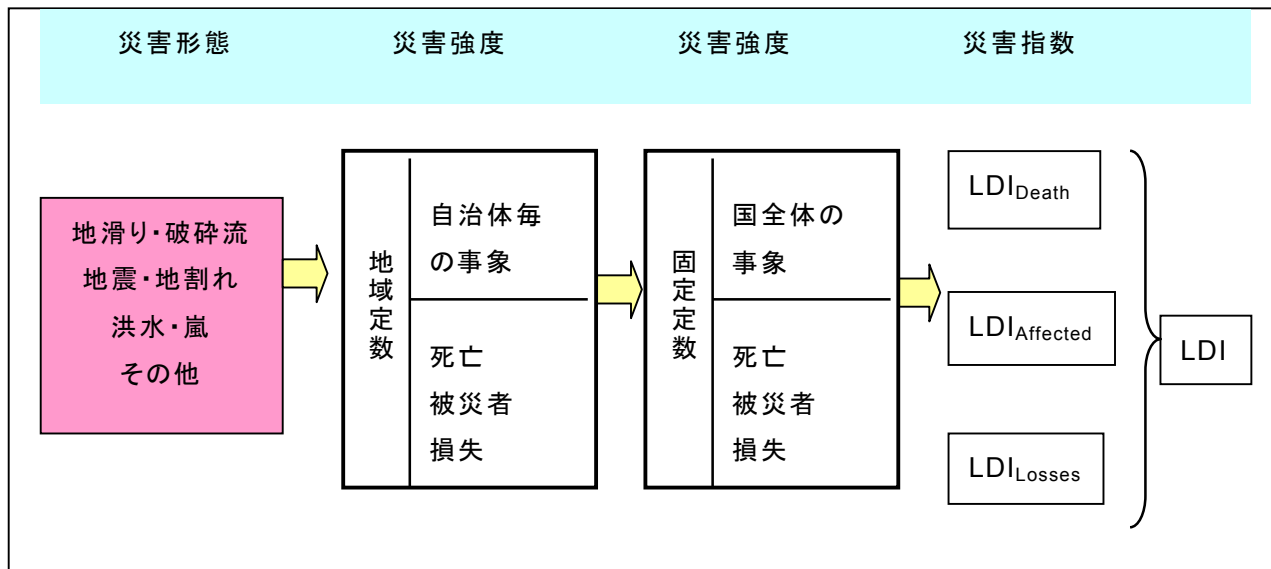 災害形態 災害強度 災害強度 災害指数
地滑り・破砕流
地震・地割れ
洪水・嵐
その他
地域定数
自治体毎
の事象
死亡
被災者
損失
固定定数
国全体の
事象
死亡
被災者
損失
LDIDeath
LDIAffected
LDILosses
LDI